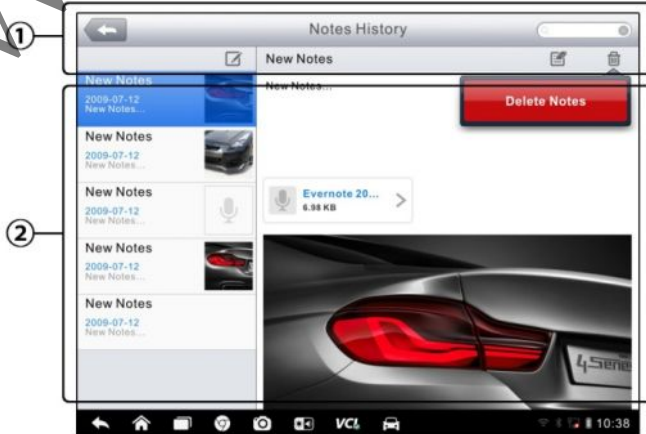 ①
Notes History
New Notes
New Notes
2009-07-12
New Notes...
New Notes...
Delete Notes
New Notes
2009-07-12
New Notes...
②
New Notes
2009-07-12
New Notes...
Evernote 20...
6.98 KB
New Notes
2009-07-12
New Notes...
New Notes
2009-07-12
New Notes...
4Series
VCI
10:38